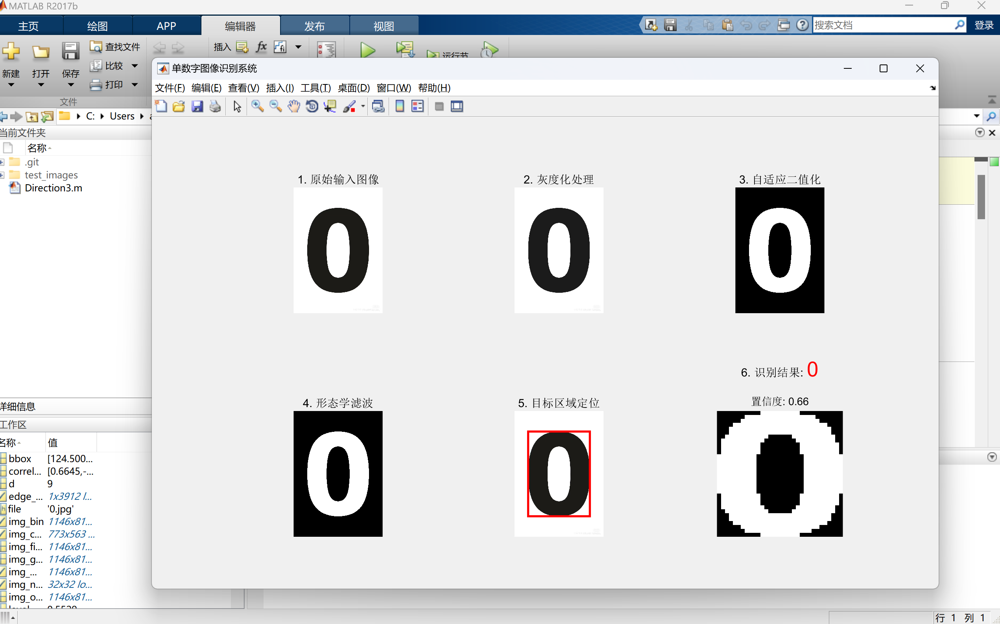 MATLAB R2017b
主页 绘图 APP 编辑器 发布 视图
搜索文档 登录
新建 打开 保存 查找文件 比较 打印
插入 fx fi 运行节
文件
单数字图像识别系统
文件(F) 编辑(E) 查看(V) 插入(I) 工具(T) 桌面(D) 窗口(W) 帮助(H)
C: Users
当前文件夹
名称
.git
test_images
Direction3.m
1. 原始输入图像
2. 灰度化处理
3. 自适应二值化
0
0
0
4. 形态学滤波
5. 目标区域定位
6. 识别结果: 0
置信度: 0.66
0
0
0
详细信息
工作区
名称 值
bbox [124.500...
correl... [0.6645,-...
d 9
edge_... 1x3912 l...
file '0.jpg'
img_bin 1146x81...
img_c... 773x563 ...
img_fi... 1146x81...
img_g... 1146x81...
img_... 1146x81...
img_n... 32x32 lo...
img_o... 1146x81...
行 1 列 1